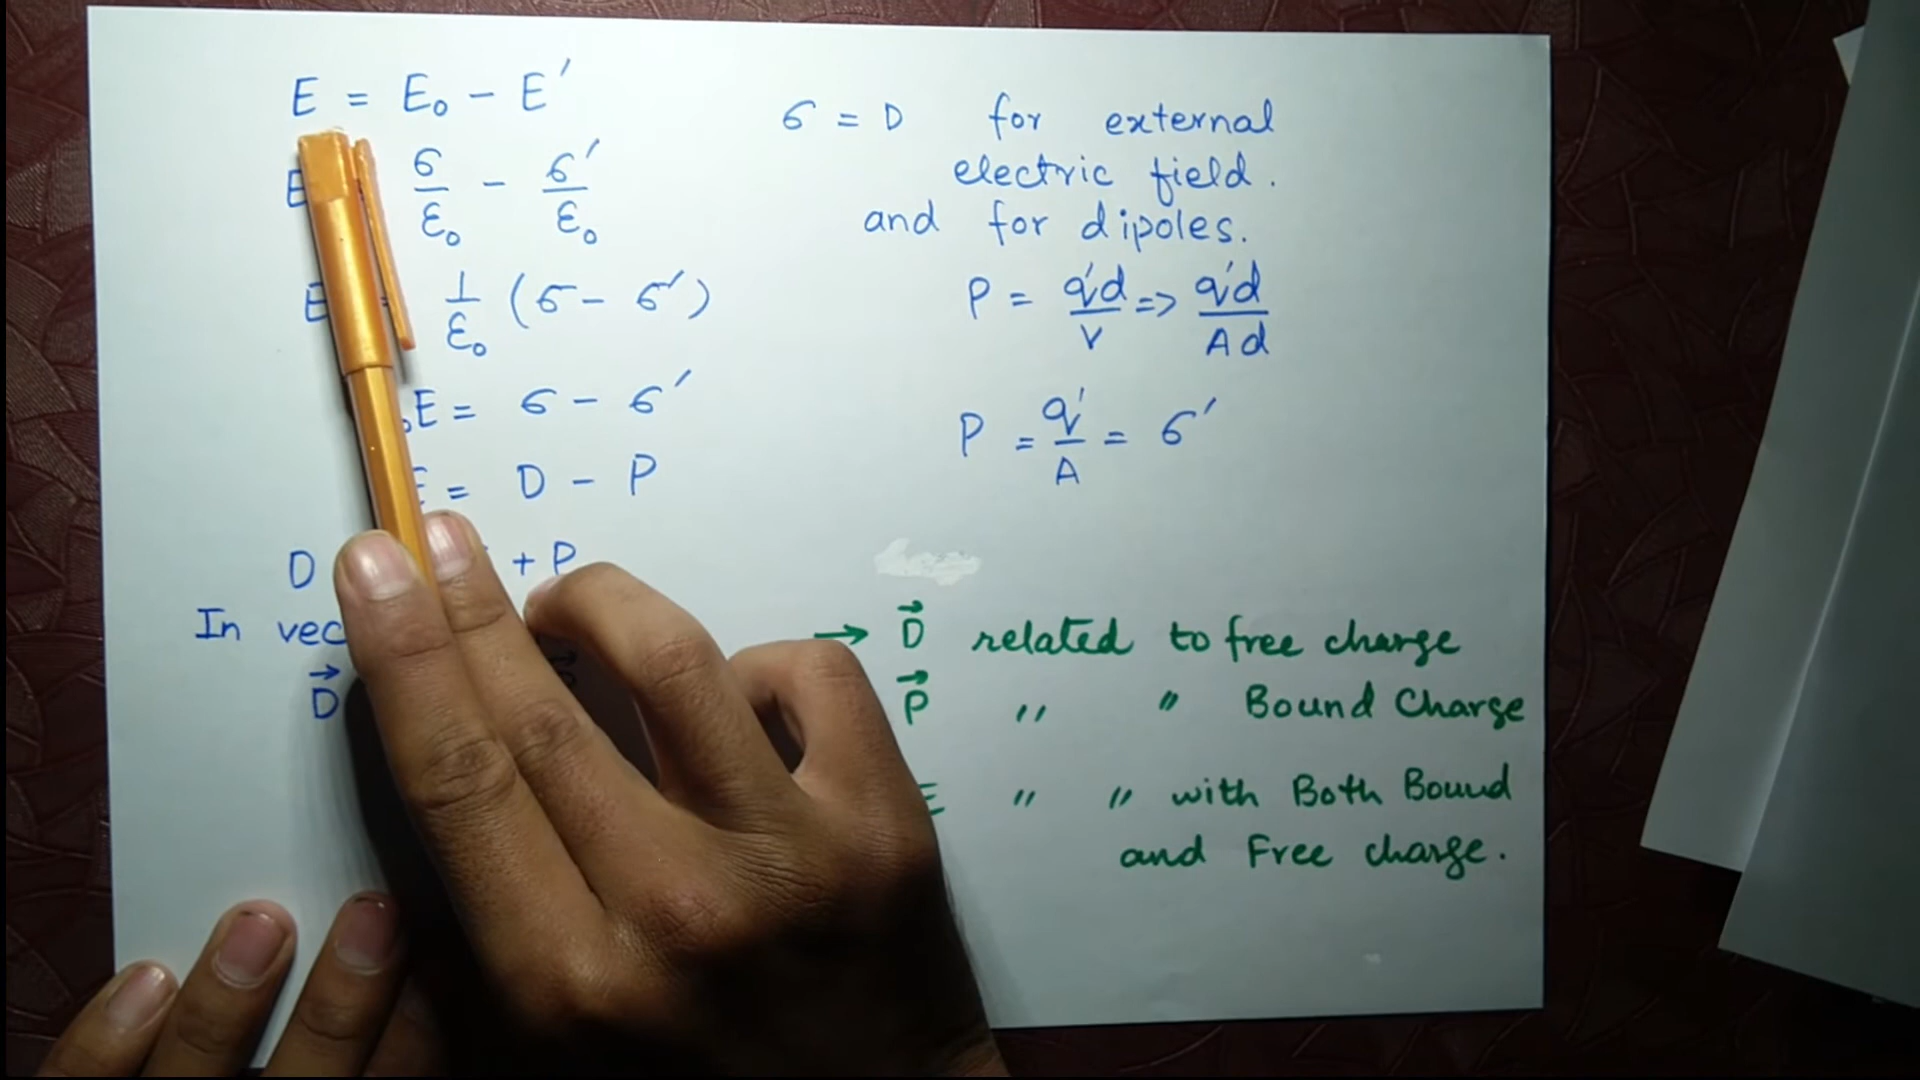 E = E₀ - E′
E σ/ε₀ - σ′/ε₀
E = 1/ε₀ (σ - σ′)
₀E = σ - σ′
E = D - P
D + P
In vec
D⃗
σ = D for external
electric field.
and for dipoles.
P = q′d/V => q′d/Ad
P = q′/A = σ′
→ D⃗ related to free charge
P⃗ ,, ,, Bound Charge
E ,, ,, with Both Bound
and Free charge.